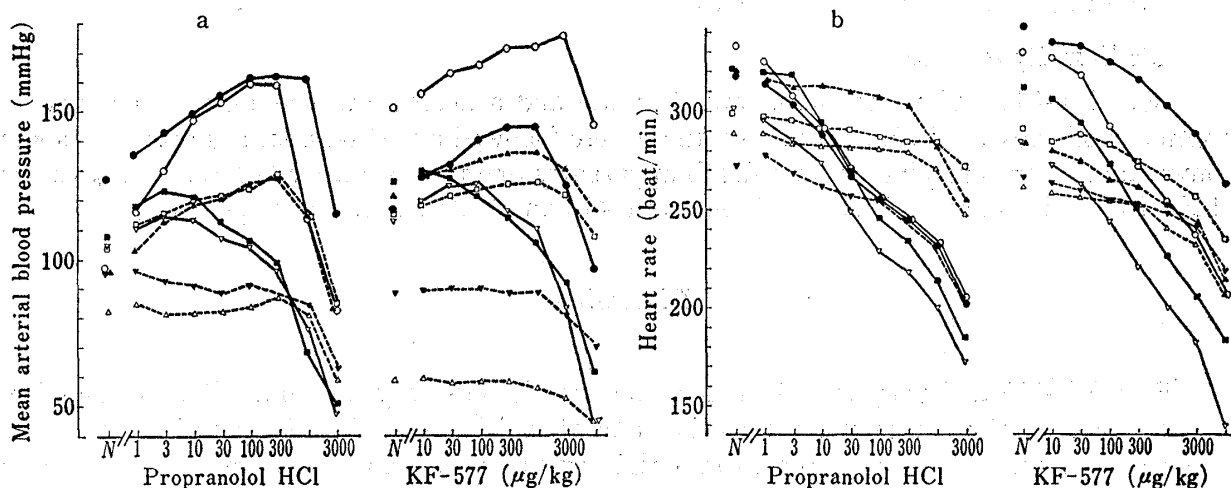 a
b
Mean arterial blood pressure (mmHg)
150
100
50
N 1 3 10 30 100 300 3000
Propranolol HCl
N 10 30 100 300 3000
KF-577 (μg/kg)
Heart rate (beat/min)
300
250
200
150
N 1 3 10 30 100 300 3000
Propranolol HCl
N 10 30 100 300 3000
KF-577 (μg/kg)